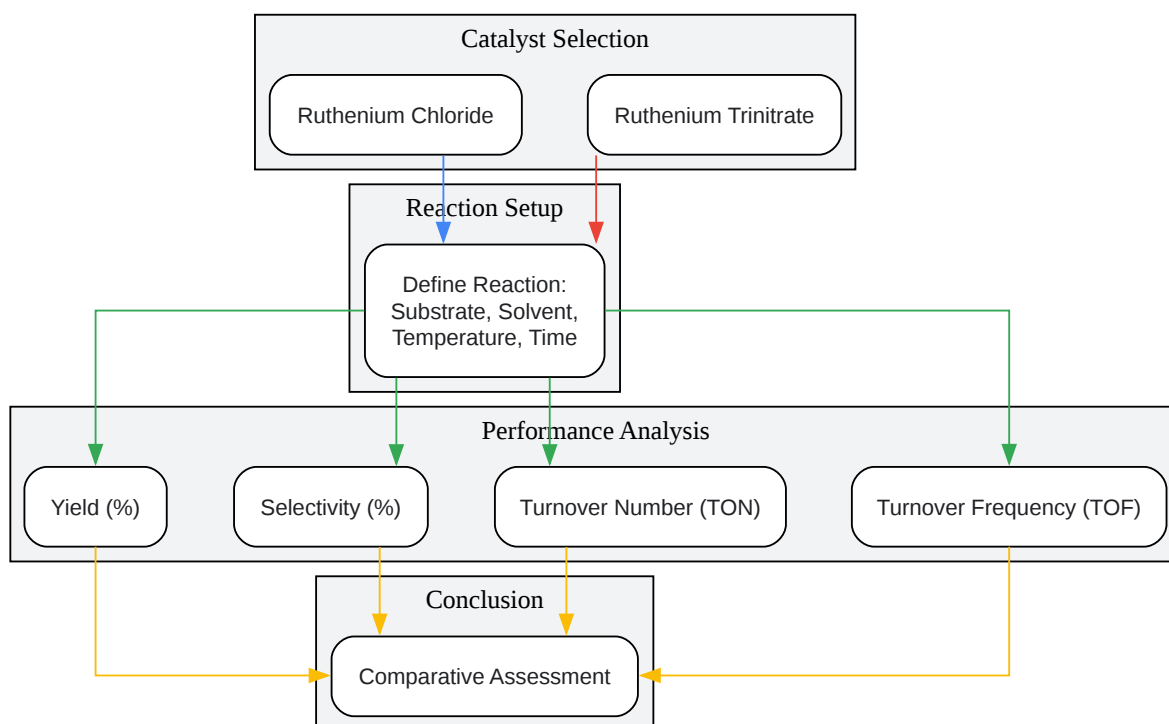 Catalyst Selection
Ruthenium Chloride
Ruthenium Trinitrate
Reaction Setup
Define Reaction:
Substrate, Solvent,
Temperature, Time
Performance Analysis
Yield (%)
Selectivity (%)
Turnover Number (TON)
Turnover Frequency (TOF)
Conclusion
Comparative Assessment